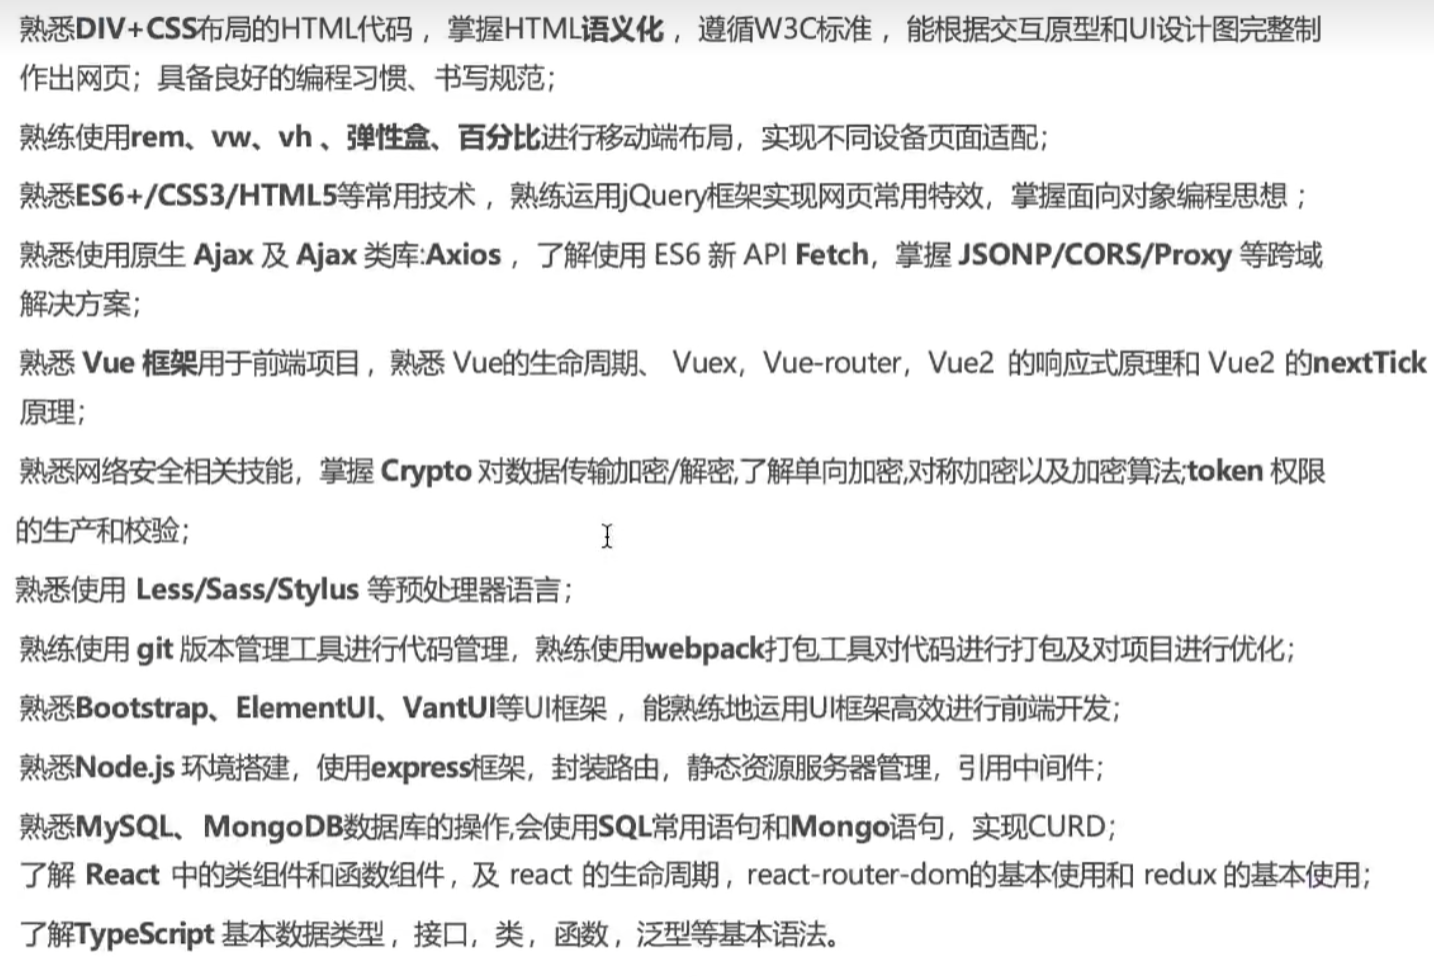 熟悉DIV+CSS布局的HTML代码，掌握HTML语义化，遵循W3C标准，能根据交互原型和UI设计图完整制
作出网页；具备良好的编程习惯、书写规范；
熟练使用rem、vw、vh 、弹性盒、百分比进行移动端布局，实现不同设备页面适配；
熟悉ES6+/CSS3/HTML5等常用技术，熟练运用jQuery框架实现网页常用特效，掌握面向对象编程思想；
熟悉使用原生 Ajax 及 Ajax 类库:Axios，了解使用 ES6 新 API Fetch，掌握 JSONP/CORS/Proxy 等跨域
解决方案；
熟悉 Vue 框架用于前端项目，熟悉 Vue的生命周期、 Vuex，Vue-router，Vue2 的响应式原理和 Vue2 的nextTick
原理；
熟悉网络安全相关技能，掌握 Crypto 对数据传输加密/解密,了解单向加密,对称加密以及加密算法;token 权限
的生产和校验；
熟悉使用 Less/Sass/Stylus 等预处理器语言；
熟练使用 git 版本管理工具进行代码管理，熟练使用webpack打包工具对代码进行打包及对项目进行优化；
熟悉Bootstrap、ElementUI、VantUI等UI框架，能熟练地运用UI框架高效进行前端开发；
熟悉Node.js 环境搭建，使用express框架，封装路由，静态资源服务器管理，引用中间件；
熟悉MySQL、MongoDB数据库的操作,会使用SQL常用语句和Mongo语句，实现CURD；
了解 React 中的类组件和函数组件，及 react 的生命周期，react-router-dom的基本使用和 redux 的基本使用；
了解TypeScript 基本数据类型，接口，类，函数，泛型等基本语法。